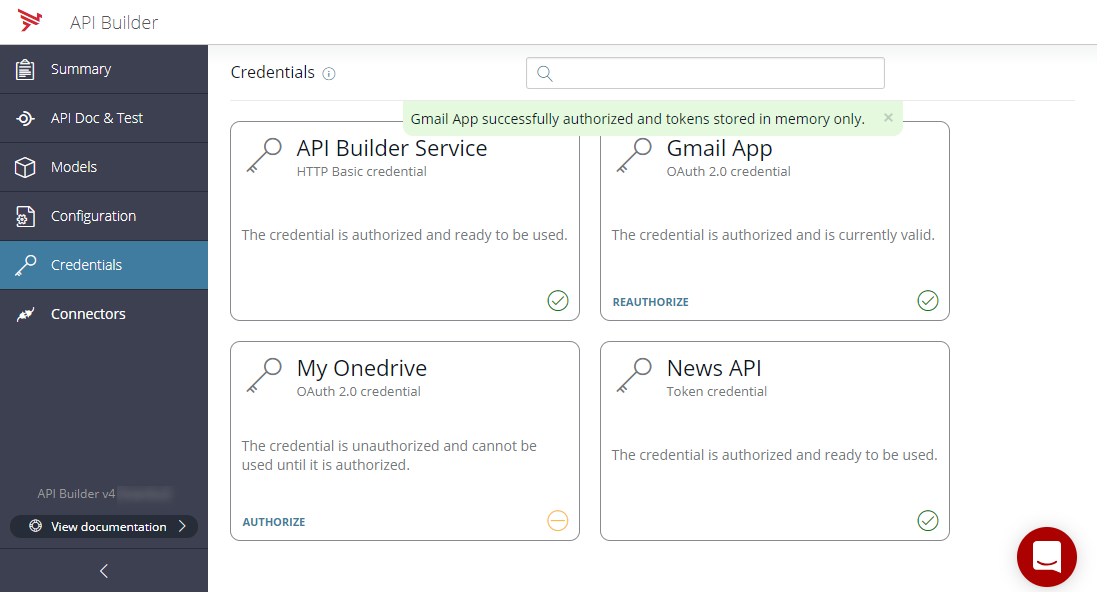 API Builder
Summary
API Doc & Test
Models
Configuration
Credentials
Connectors
API Builder v4
View documentation
Credentials
Gmail App successfully authorized and tokens stored in memory only.
API Builder Service
HTTP Basic credential
The credential is authorized and ready to be used.
Gmail App
OAuth 2.0 credential
The credential is authorized and is currently valid.
REAUTHORIZE
My Onedrive
OAuth 2.0 credential
The credential is unauthorized and cannot be
used until it is authorized.
AUTHORIZE
News API
Token credential
The credential is authorized and ready to be used.